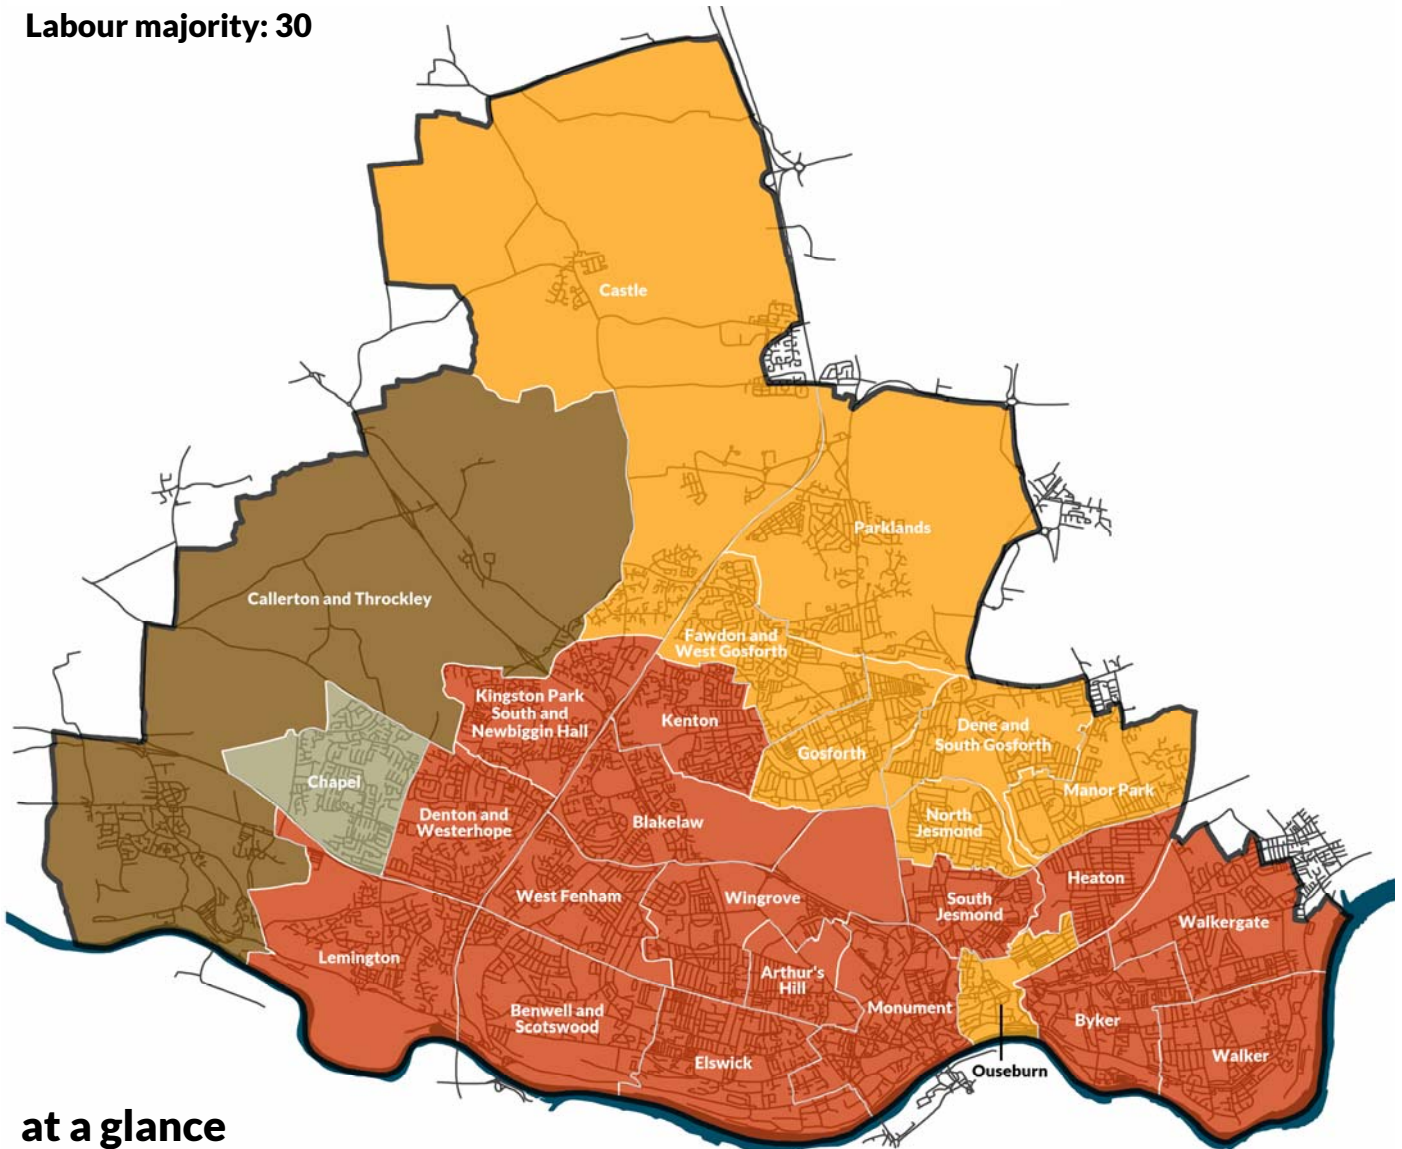 Labour majority: 30
Castle
Parklands
Callerton and Throckley
Fawdon and
West Gosforth
Kingston Park
South and
Newbiggin Hall
Kenton
Dene and
South Gosforth
Gosforth
Chapel
Manor Park
Denton and
Westerhope
Blakelaw
North
Jesmond
Heaton
West Fenham
Wingrove
South
Jesmond
Walkergate
Lemington
Arthur's
Hill
Monument
Benwell and
Scotswood
Byker
Elswick
Walker
Ouseburn
at a glance